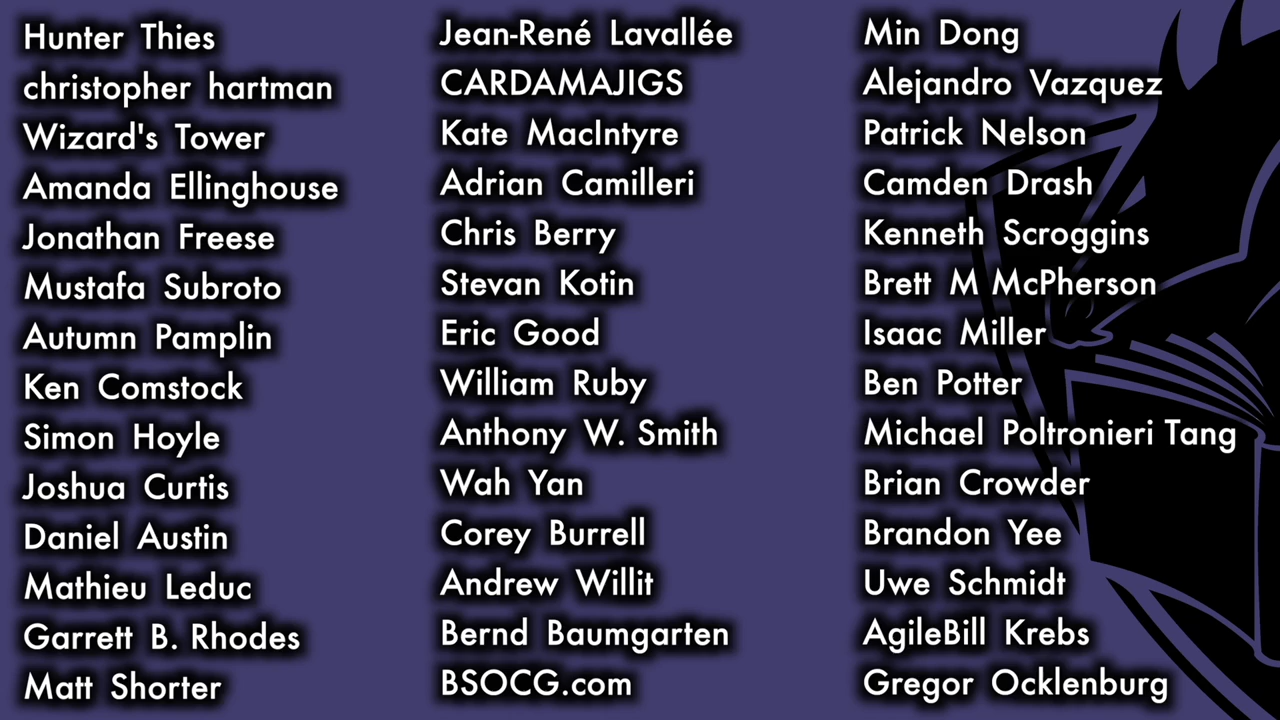 Hunter Thies
christopher hartman
Wizard's Tower
Amanda Ellinghouse
Jonathan Freese
Mustafa Subroto
Autumn Pamplin
Ken Comstock
Simon Hoyle
Joshua Curtis
Daniel Austin
Mathieu Leduc
Garrett B. Rhodes
Matt Shorter
Jean-René Lavallée
CARDAMAJIGS
Kate MacIntyre
Adrian Camilleri
Chris Berry
Stevan Kotin
Eric Good
William Ruby
Anthony W. Smith
Wah Yan
Corey Burrell
Andrew Willit
Bernd Baumgarten
BSOCG.com
Min Dong
Alejandro Vazquez
Patrick Nelson
Camden Drash
Kenneth Scroggins
Brett M McPherson
Isaac Miller
Ben Potter
Michael Poltronieri Tang
Brian Crowder
Brandon Yee
Uwe Schmidt
AgileBill Krebs
Gregor Ocklenburg